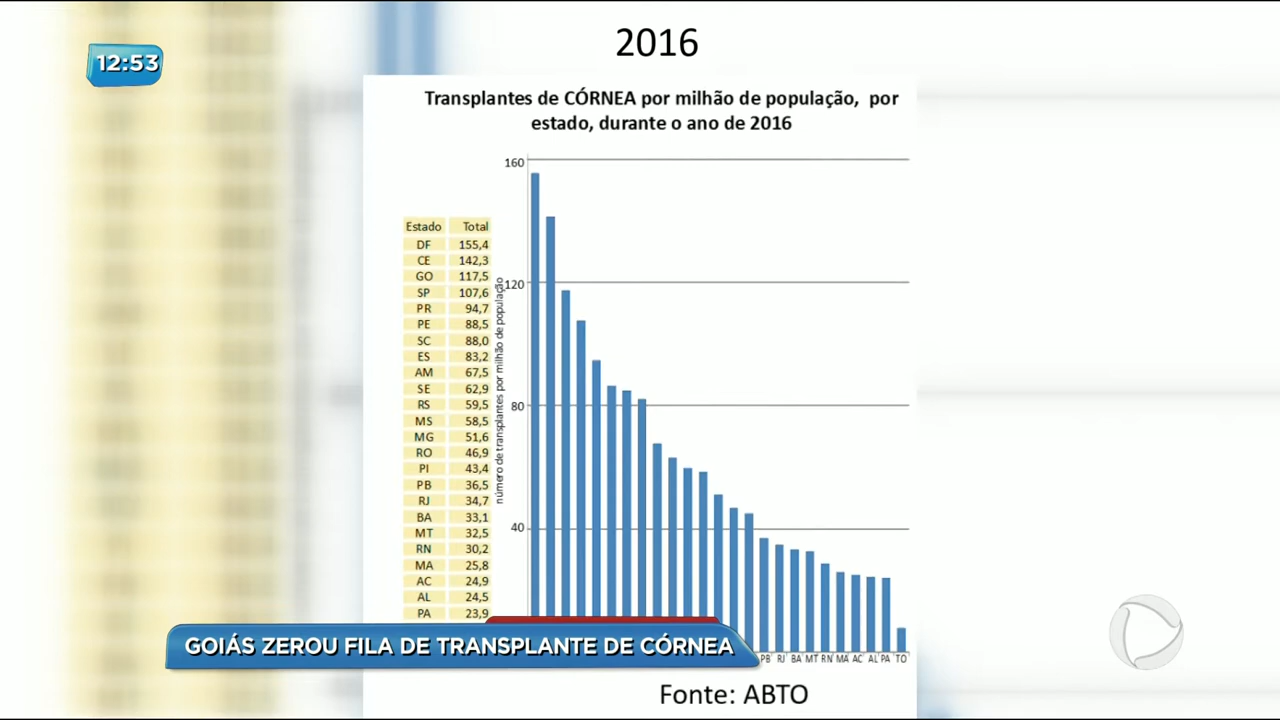 2016
12:53
Transplantes de CÓRNEA por milhão de população, por
estado, durante o ano de 2016
160
120
80
40
número de transplantes por milhão de população
Estado Total
DF 155,4
CE 142,3
GO 117,5
SP 107,6
PR 94,7
PE 88,5
SC 88,0
ES 83,2
AM 67,5
SE 62,9
RS 59,5
MS 58,5
MG 51,6
RO 46,9
PI 43,4
PB 36,5
RJ 34,7
BA 33,1
MT 32,5
RN 30,2
MA 25,8
AC 24,9
AL 24,5
PA 23,9
GOIÁS ZEROU FILA DE TRANSPLANTE DE CÓRNEA
PB RJ BA MT RN MA AC AL PA TO
Fonte: ABTO